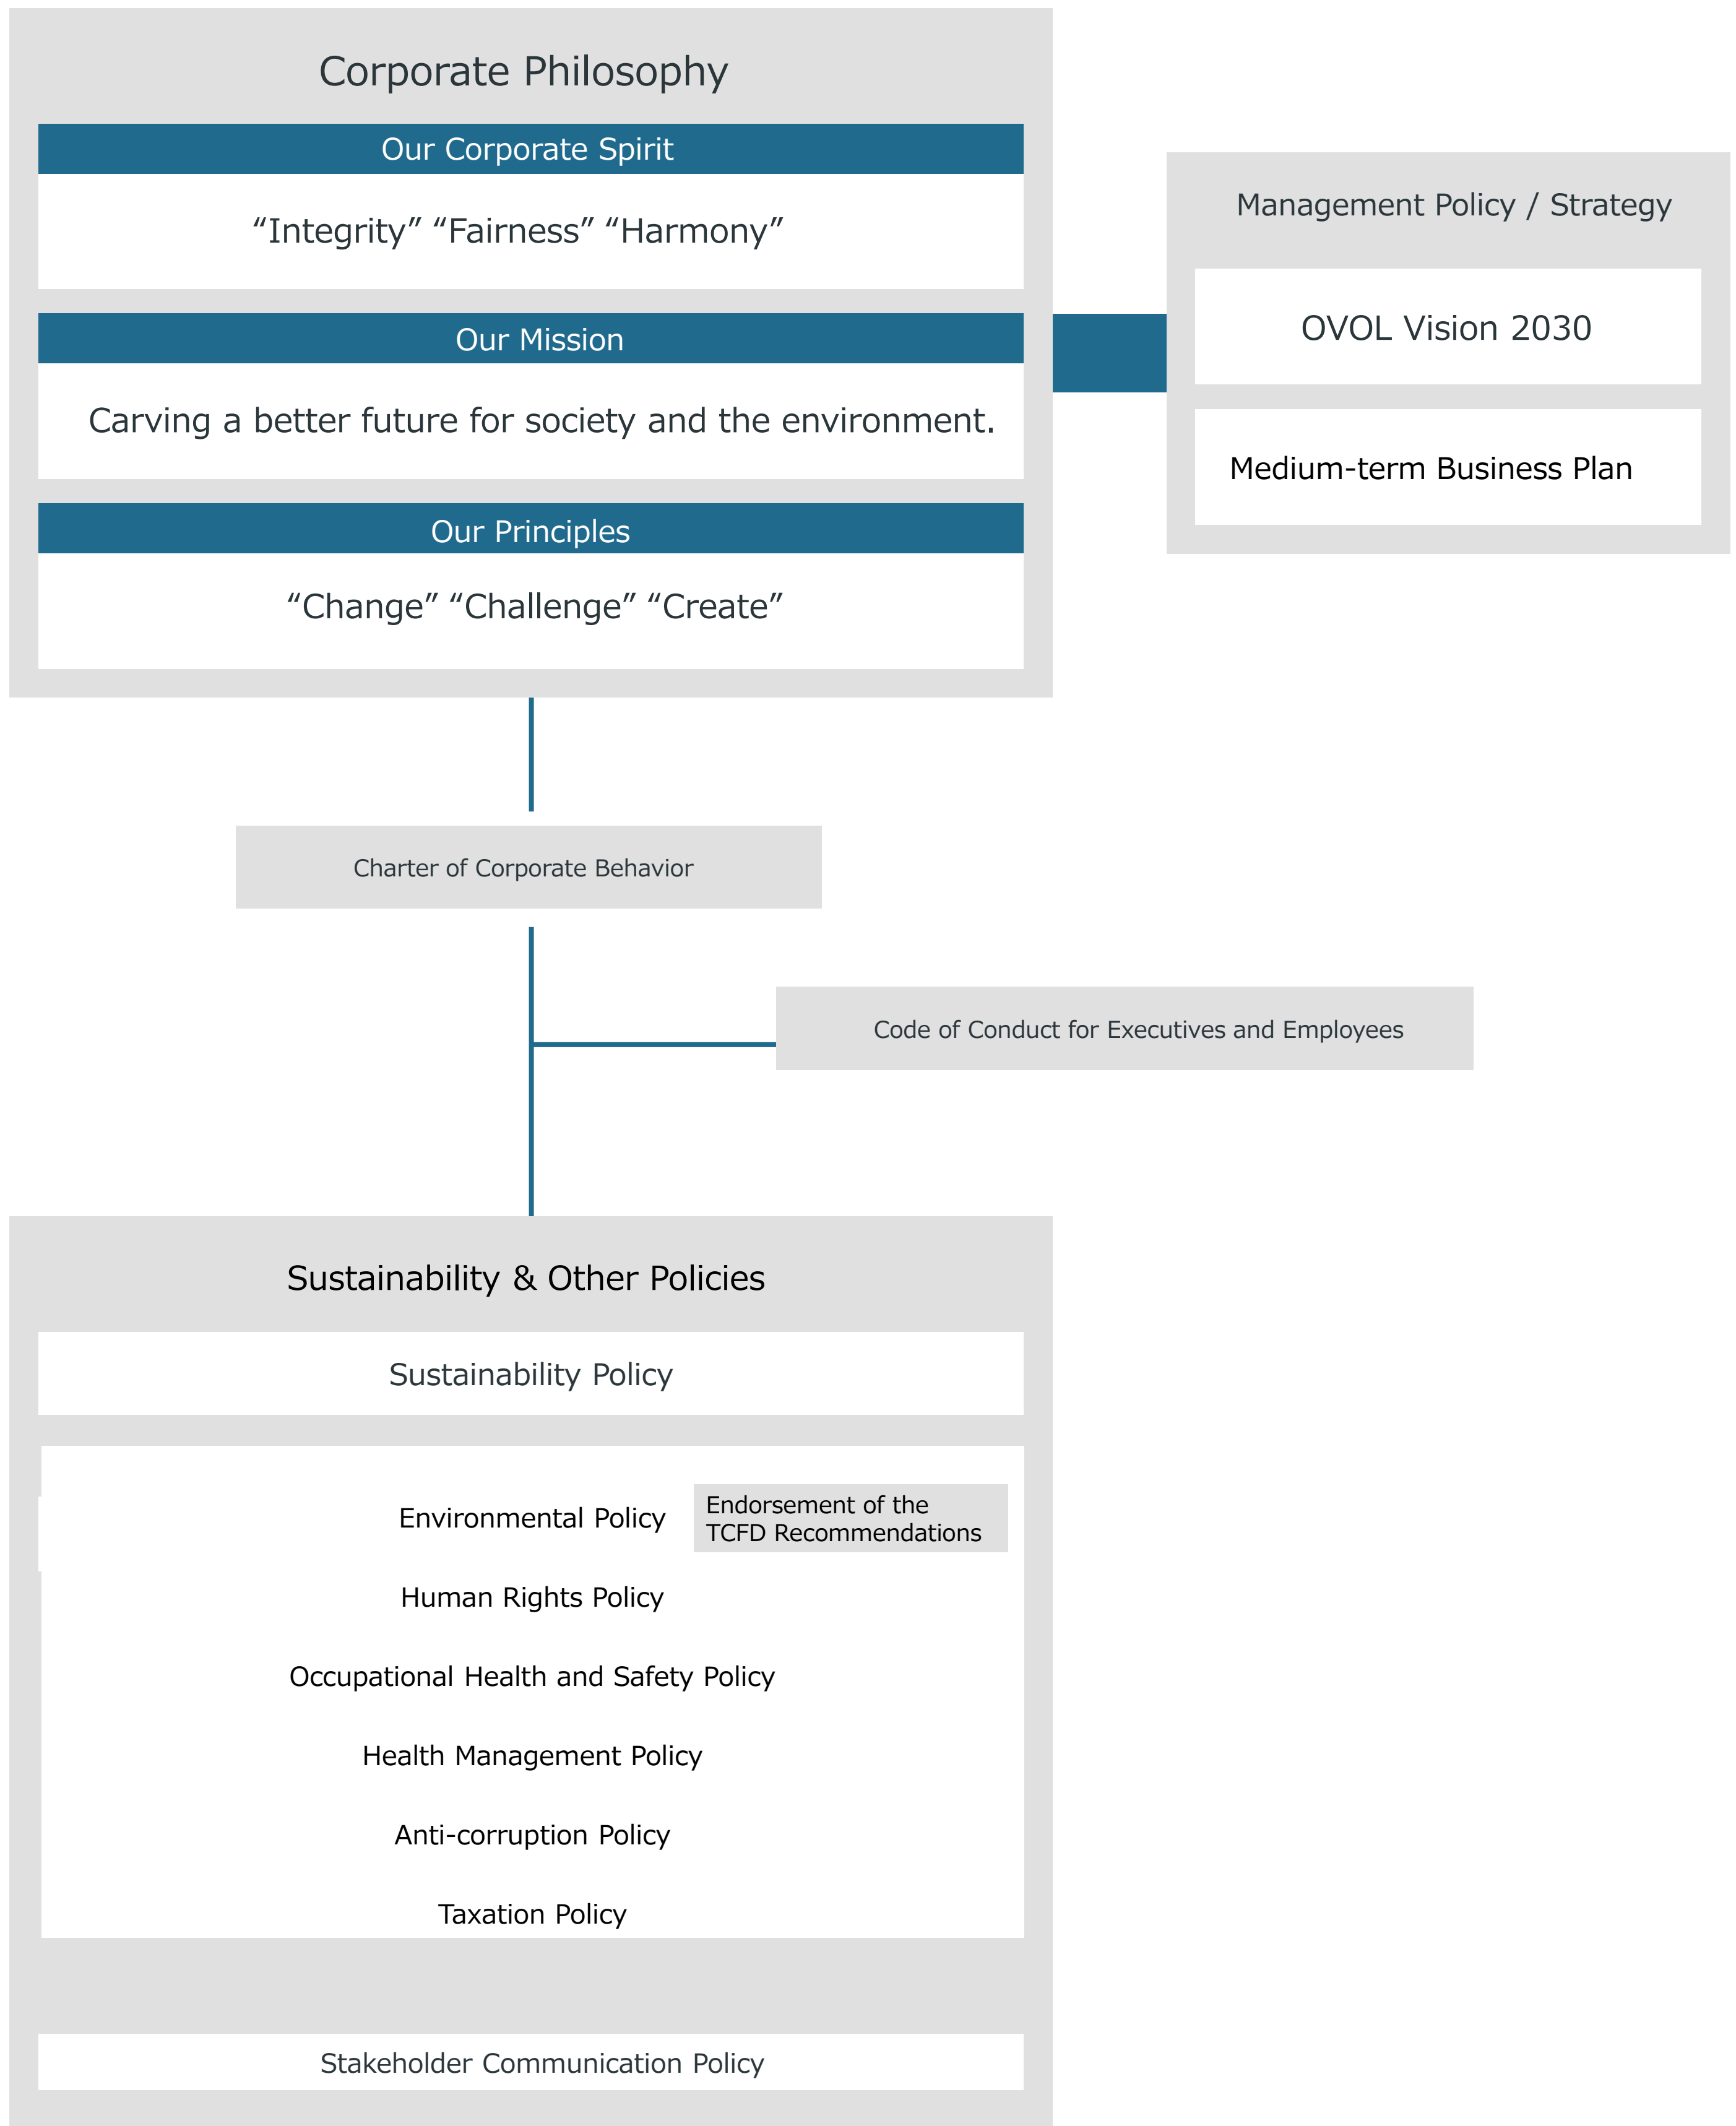 Corporate Philosophy
Our Corporate Spirit
“Integrity” “Fairness” “Harmony”
Our Mission
Carving a better future for society and the environment.
Our Principles
“Change” “Challenge” “Create”
Management Policy / Strategy
OVOL Vision 2030
Medium-term Business Plan
Charter of Corporate Behavior
Code of Conduct for Executives and Employees
Sustainability & Other Policies
Sustainability Policy
Environmental Policy
Endorsement of the
TCFD Recommendations
Human Rights Policy
Occupational Health and Safety Policy
Health Management Policy
Anti-corruption Policy
Taxation Policy
Stakeholder Communication Policy